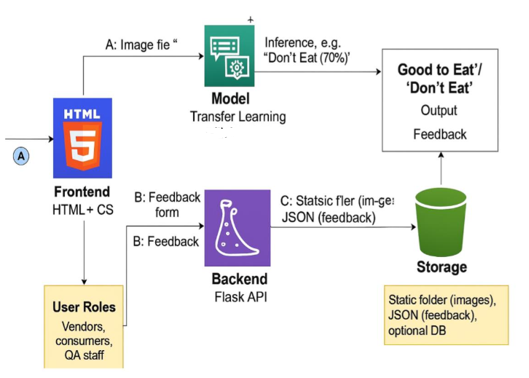 A: Image fie “
Inference, e.g.
“Don’t Eat (70%)’
Model
Transfer Learning
Good to Eat’/
‘Don’t Eat’
Output
Feedback
HTML
5
A
Frontend
HTML+ CS
B: Feedback
form
B: Feedback
Backend
Flask API
C: Statsic fler (im-ge:
JSON (feedback)
Storage
User Roles
Vendors,
consumers,
QA staff
Static folder (images),
JSON (feedback),
optional DB